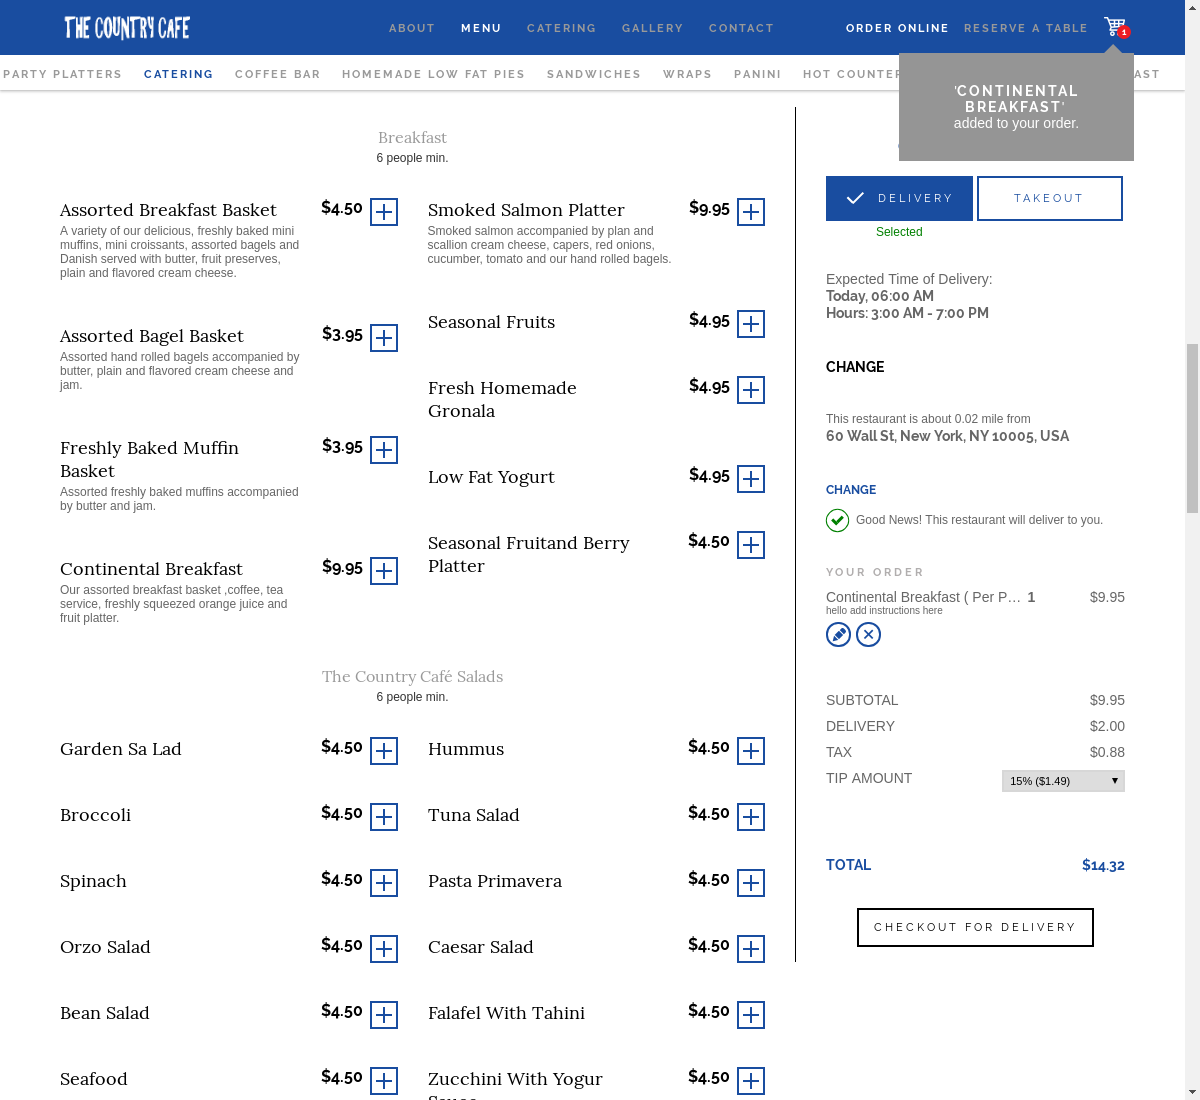 THE COUNTRY CAFE
ABOUT MENU CATERING GALLERY CONTACT ORDER ONLINE RESERVE A TABLE 1
PARTY PLATTERS CATERING COFFEE BAR HOMEMADE LOW FAT PIES SANDWICHES WRAPS PANINI HOT COUNTER
'CONTINENTAL
BREAKFAST'
added to your order.
Breakfast
6 people min.
Assorted Breakfast Basket $4.50
A variety of our delicious, freshly baked mini
muffins, mini croissants, assorted bagels and
Danish served with butter, fruit preserves,
plain and flavored cream cheese.
Assorted Bagel Basket $3.95
Assorted hand rolled bagels accompanied by
butter, plain and flavored cream cheese and
jam.
Freshly Baked Muffin $3.95
Basket
Assorted freshly baked muffins accompanied
by butter and jam.
Continental Breakfast $9.95
Our assorted breakfast basket ,coffee, tea
service, freshly squeezed orange juice and
fruit platter.
Smoked Salmon Platter $9.95
Smoked salmon accompanied by plan and
scallion cream cheese, capers, red onions,
cucumber, tomato and our hand rolled bagels.
Seasonal Fruits $4.95
Fresh Homemade $4.95
Gronala
Low Fat Yogurt $4.95
Seasonal Fruitand Berry $4.50
Platter
The Country Café Salads
6 people min.
Garden Sa Lad $4.50
Broccoli $4.50
Spinach $4.50
Orzo Salad $4.50
Bean Salad $4.50
Seafood $4.50
Hummus $4.50
Tuna Salad $4.50
Pasta Primavera $4.50
Caesar Salad $4.50
Falafel With Tahini $4.50
Zucchini With Yogur $4.50
DELIVERY TAKEOUT
Selected
Expected Time of Delivery:
Today, 06:00 AM
Hours: 3:00 AM - 7:00 PM
CHANGE
This restaurant is about 0.02 mile from
60 Wall St, New York, NY 10005, USA
CHANGE
Good News! This restaurant will deliver to you.
YOUR ORDER
Continental Breakfast ( Per P… 1 $9.95
hello add instructions here
SUBTOTAL $9.95
DELIVERY $2.00
TAX $0.88
TIP AMOUNT 15% ($1.49)
TOTAL $14.32
CHECKOUT FOR DELIVERY